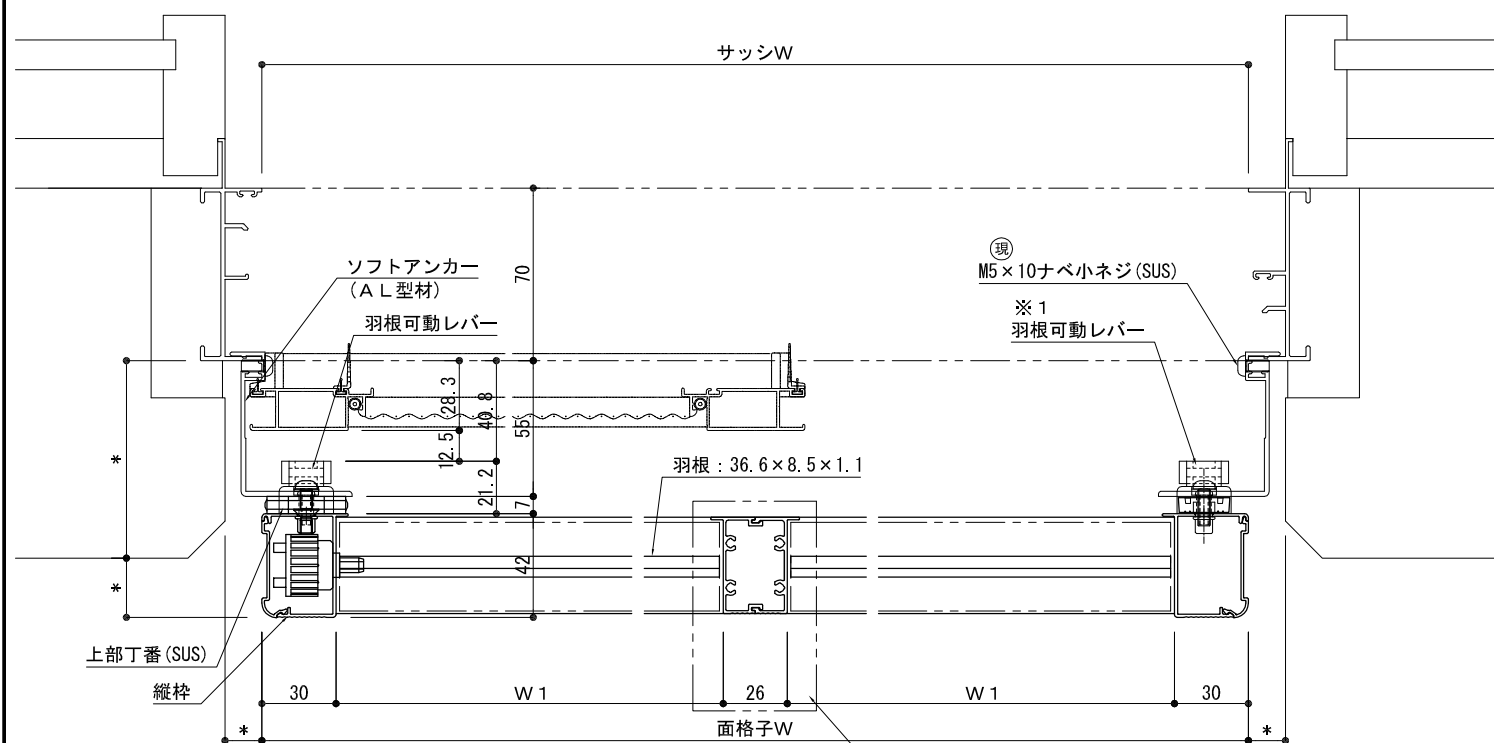 サッシW
ソフトアンカー
(AL型材)
羽根可動レバー
70
現
M5×10ナベ小ネジ(SUS)
※1
羽根可動レバー
28.3
40.8
55
12.5
21.2
7
羽根:36.6×8.5×1.1
42
*
*
上部丁番(SUS)
縦枠
30
W1
26
W1
30
*
面格子W
*